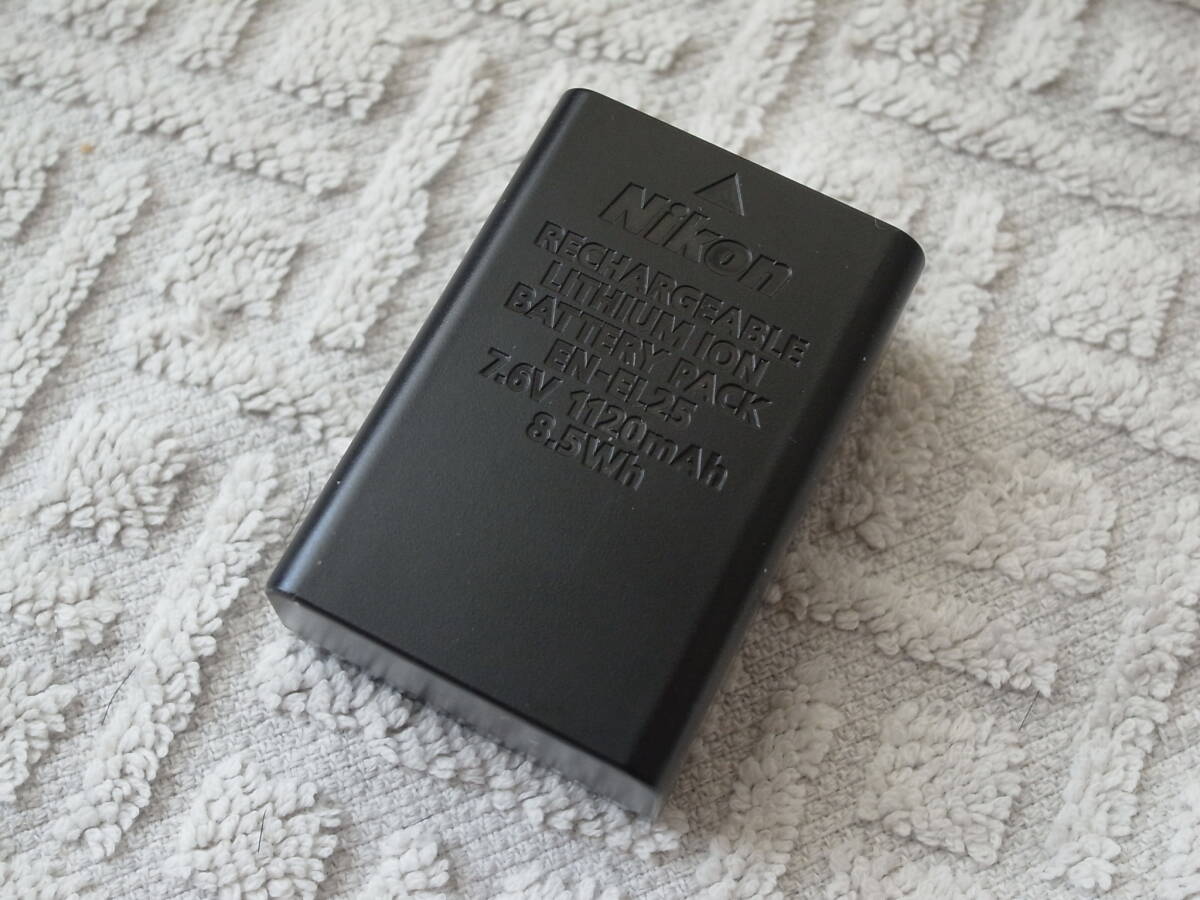 Nikon
RECHARGEABLE
LITHIUM ION
BATTERY PACK
EN-EL25
7.6V 1120mAh
8.5Wh